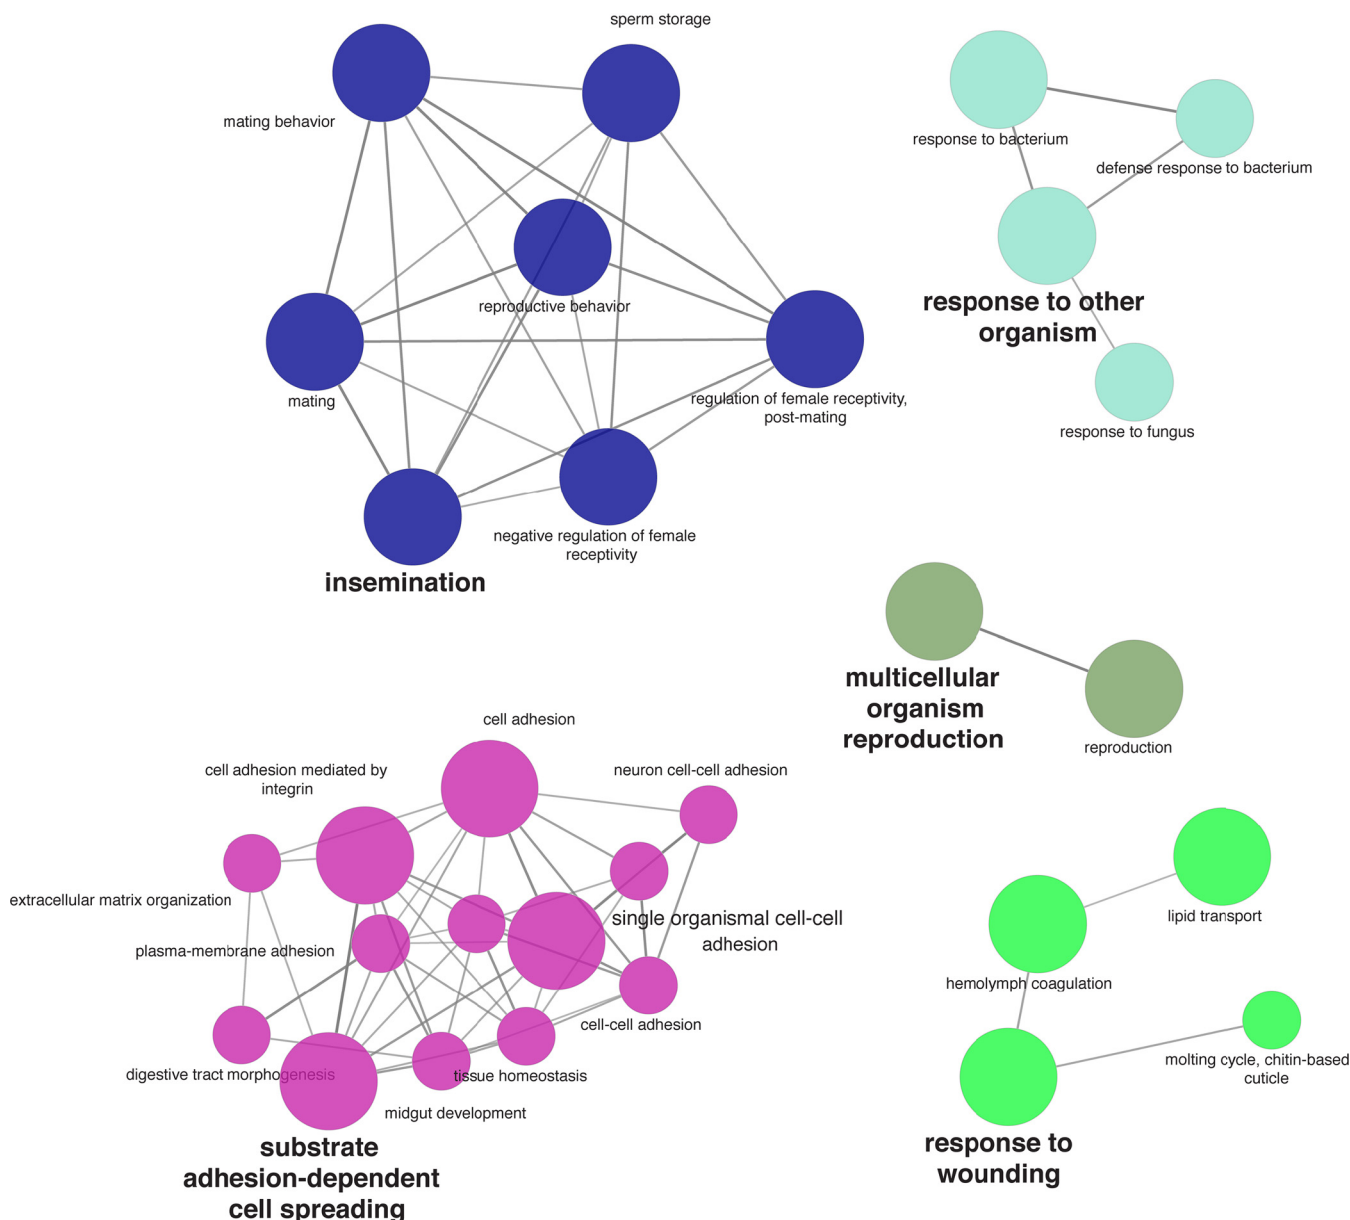 sperm storage
mating behavior
reproductive behavior
mating
regulation of female receptivity,
post-mating
negative regulation of female
receptivity
insemination
response to bacterium
defense response to bacterium
response to other
organism
response to fungus
multicellular
organism
reproduction
reproduction
cell adhesion
cell adhesion mediated by
integrin
neuron cell-cell adhesion
extracellular matrix organization
single organismal cell-cell
adhesion
plasma-membrane adhesion
cell-cell adhesion
digestive tract morphogenesis
tissue homeostasis
midgut development
substrate
adhesion-dependent
cell spreading
lipid transport
hemolymph coagulation
molting cycle, chitin-based
cuticle
response to
wounding